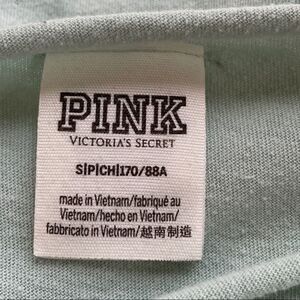 PINK
VICTORIA'S SECRET
S|P|CH|170/88A
made in Vietnam/fabriqué au
Vietnam/hecho en Vietnam/
fabbricato in Vietnam/越南制造